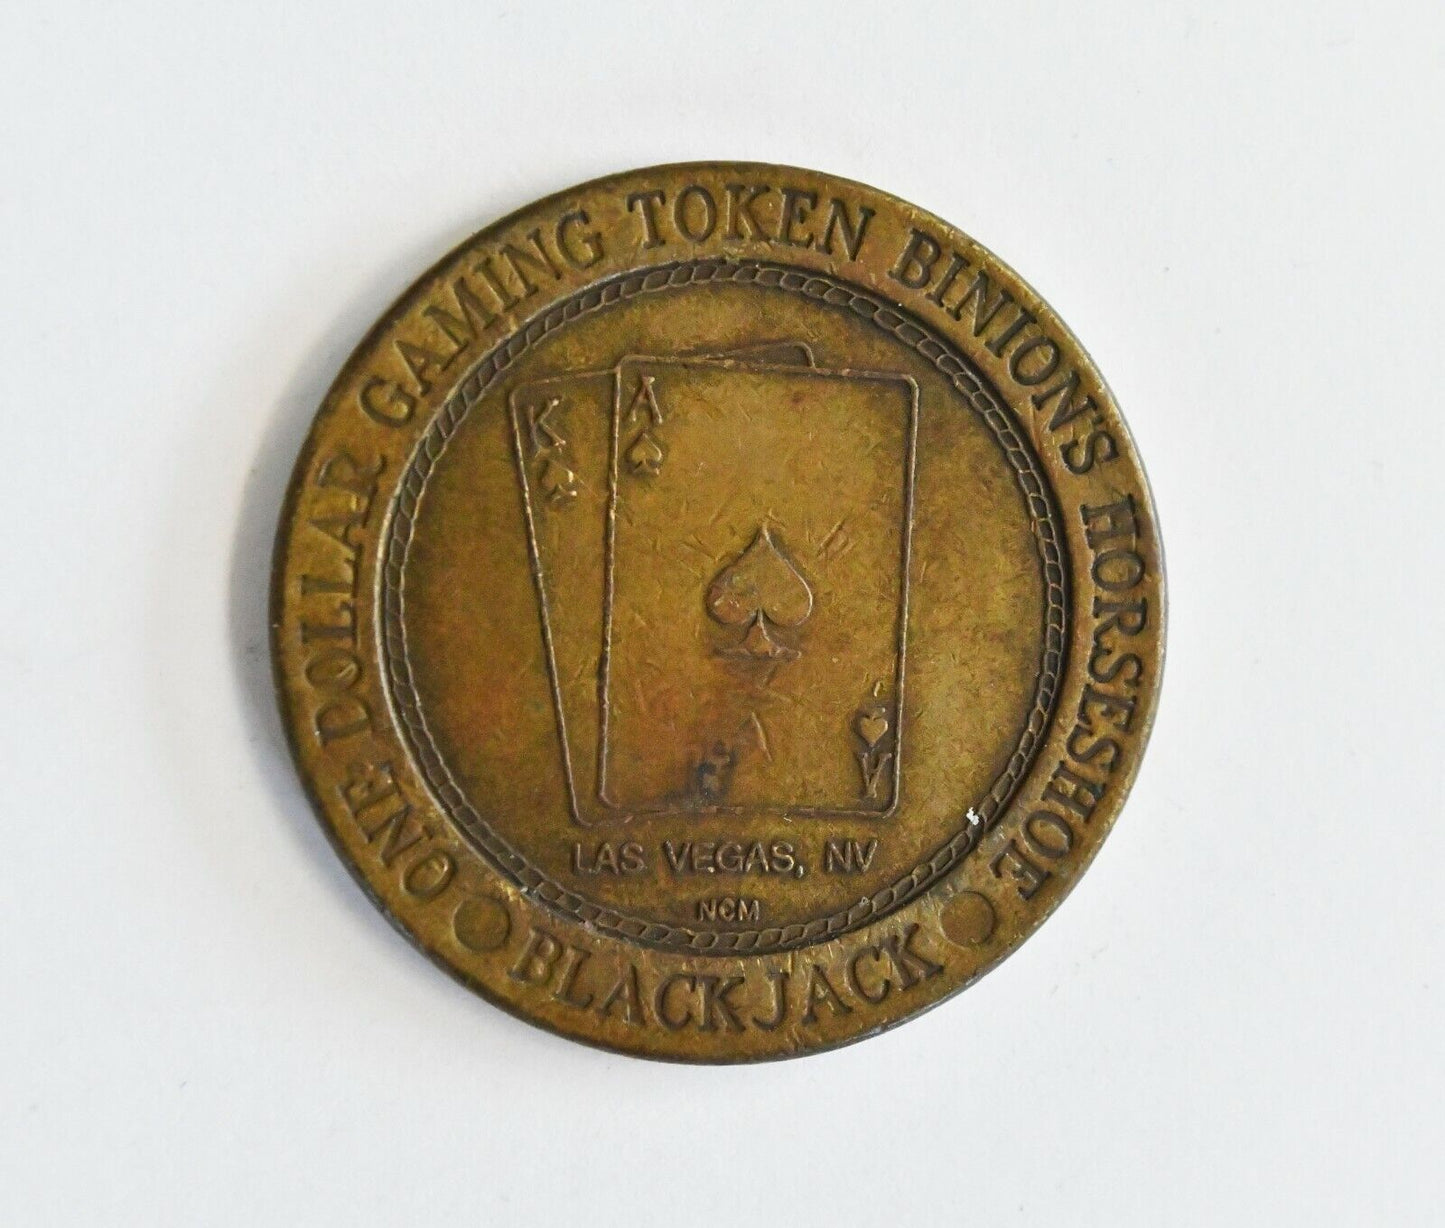 ONE DOLLAR GAMING TOKEN BINION'S HORSESHOE
K
A
A
LAS VEGAS, NV
NCM
BLACKJACK